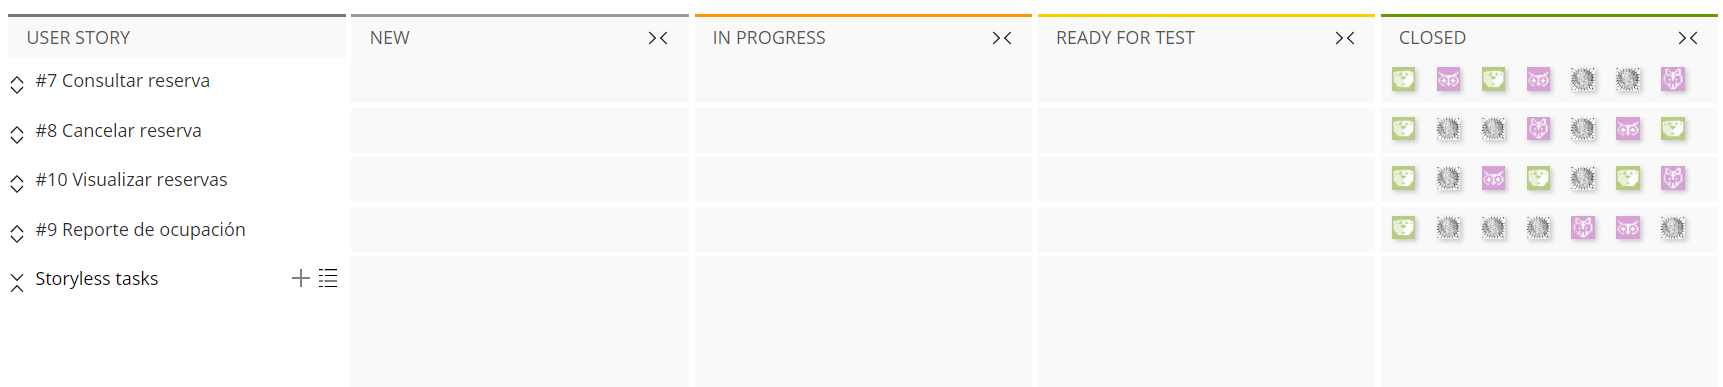 USER STORY NEW IN PROGRESS READY FOR TEST CLOSED
#7 Consultar reserva
#8 Cancelar reserva
#10 Visualizar reservas
#9 Reporte de ocupación
Storyless tasks